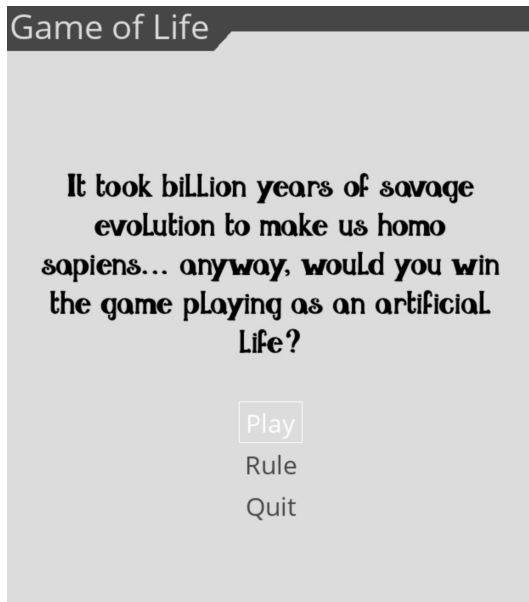 Game of Life
It took billion years of savage
evolution to make us homo
sapiens... anyway, would you win
the game playing as an artificial
life?
Play
Rule
Quit